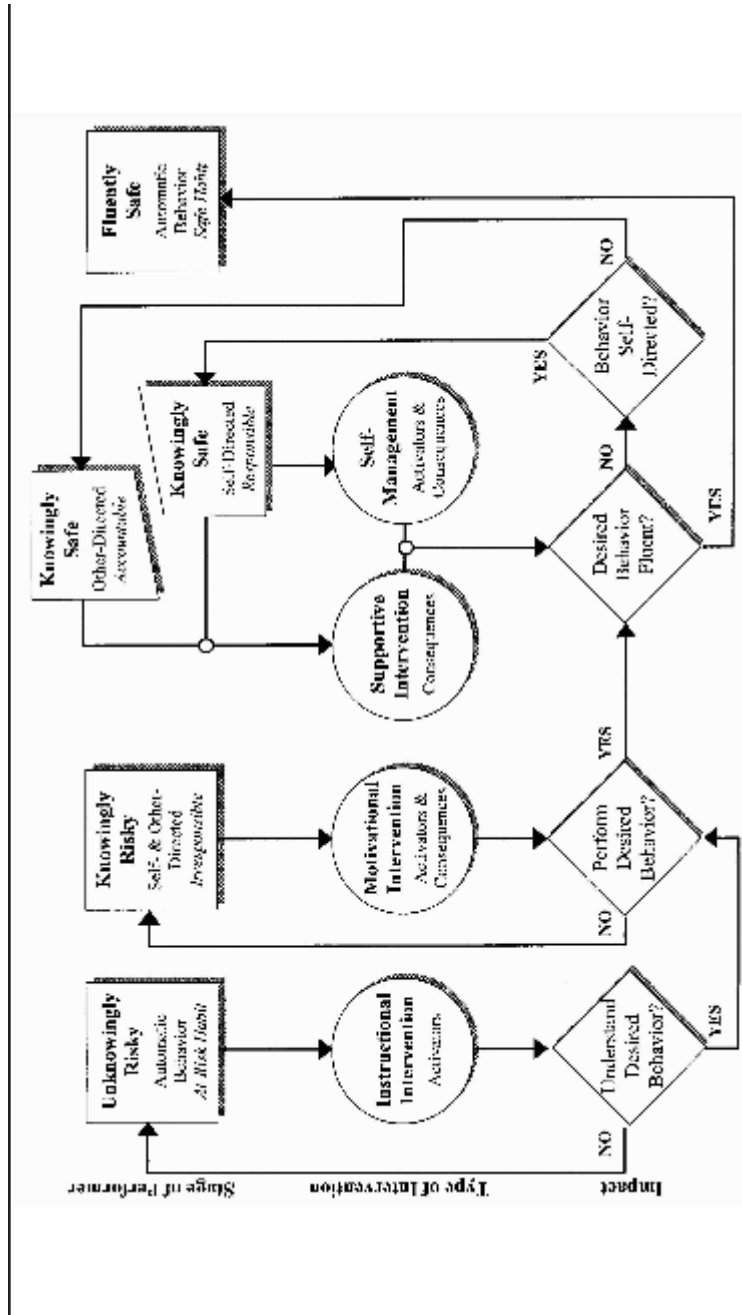 Stage of Performer
Unknowingly
Risky
Automatic
Behavior
At Risk Habit
Knowingly
Risky
Self- & Other-
Directed
Irresponsible
Knowingly
Safe
Other-Directed
Accountable
Knowingly
Safe
Self-Directed
Responsible
Fluently
Safe
Automatic
Behavior
Safe Habits
Type of Intervention
Instructional
Intervention
Activators
Motivational
Intervention
Activators &
Consequences
Supportive
Intervention
Consequences
Self-
Management
Activators &
Consequences
Impact
NO
Understand
Desired
Behavior?
YES
NO
Perform
Desired
Behavior?
YES
Desired
Behavior
Fluent?
NO
YES
YES
Behavior
Self-
Directed?
NO